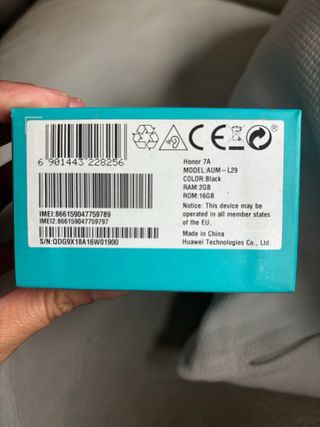 6 901443 228256
IMEI:866159047759789
IMEI2:866159047759797
S/N:QDG9X18A16W01900
CE
Honor 7A
MODEL:AUM-L29
COLOR:Black
RAM:2GB
ROM:16GB
Notice: This device may
be operated in all member states
of the EU.
Made in China
Huawei Technologies Co., Ltd.